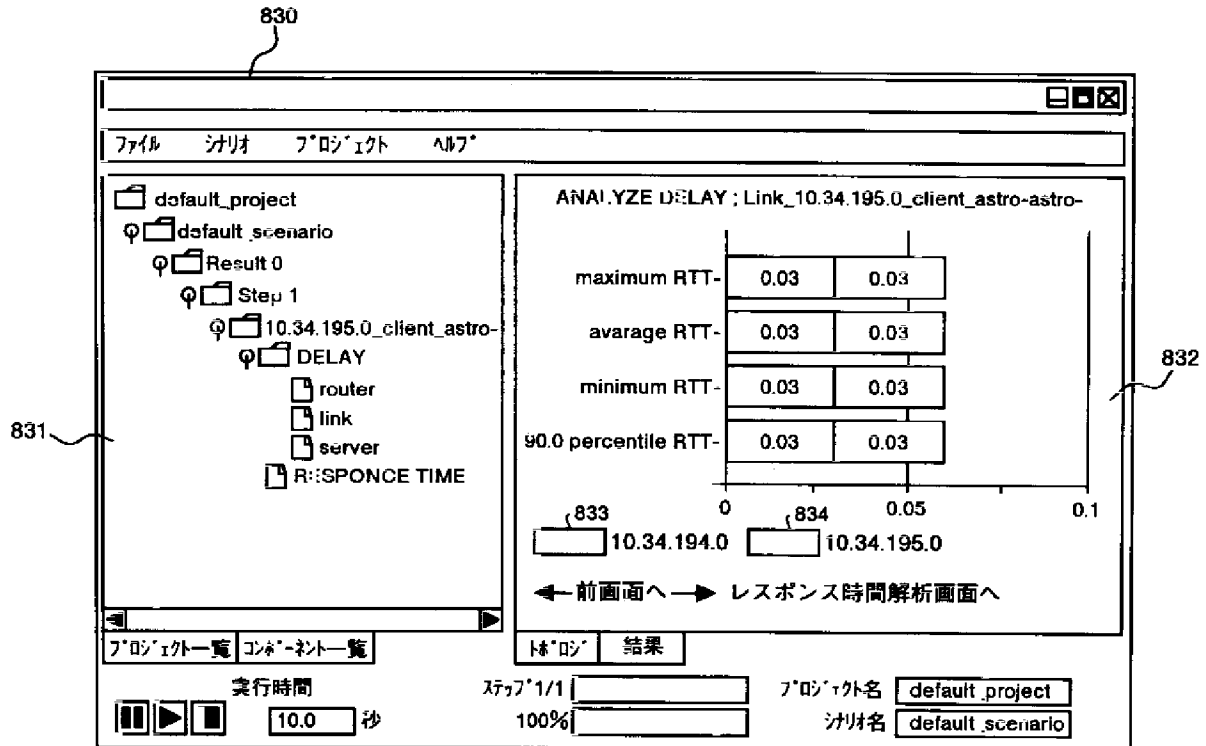 830
ﾌｧｲﾙ ｼﾅﾘｵ ﾌﾟﾛｼﾞｪｸﾄ ﾍﾙﾌﾟ
default_project
default_scenario
Result 0
Step 1
10.34.195.0_client_astro-
DELAY
router
link
server
RESPONCE TIME
831
ANALYZE DELAY ; Link_10.34.195.0_client_astro-astro-
maximum RTT- 0.03 0.03
avarage RTT- 0.03 0.03
minimum RTT- 0.03 0.03
90.0 percentile RTT- 0.03 0.03
0 0.05 0.1
832
833 834
10.34.194.0 10.34.195.0
前画面へ レスポンス時間解析画面へ
ﾌﾟﾛｼﾞｪｸﾄ一覧 ｺﾝﾎﾟｰﾈﾝﾄ一覧
ﾄﾎﾟﾛｼﾞ 結果
実行時間 ｽﾃｯﾌﾟ1/1 ﾌﾟﾛｼﾞｪｸﾄ名 default_project
10.0 秒 100% ｼﾅﾘｵ名 default_scenario